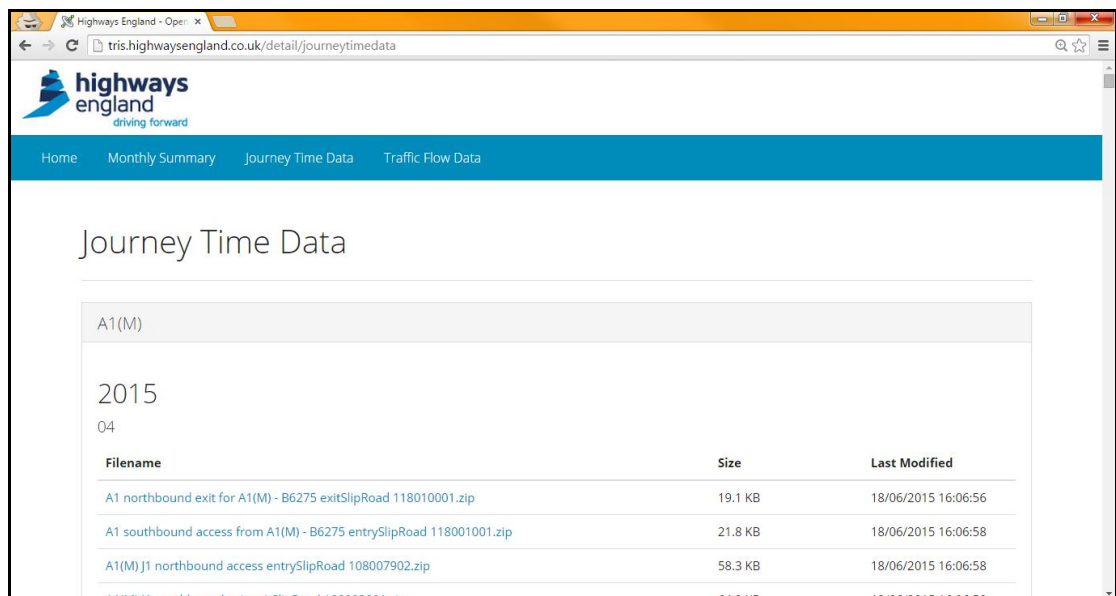 Highways England - Open
tris.highwaysengland.co.uk/detail/journeytimedata
highways
england
driving forward
Home Monthly Summary Journey Time Data Traffic Flow Data
Journey Time Data
A1(M)
2015
04
Filename Size Last Modified
A1 northbound exit for A1(M) - B6275 exitSlipRoad 118010001.zip 19.1 KB 18/06/2015 16:06:56
A1 southbound access from A1(M) - B6275 entrySlipRoad 118001001.zip 21.8 KB 18/06/2015 16:06:58
A1(M) J1 northbound access entrySlipRoad 108007902.zip 58.3 KB 18/06/2015 16:06:58